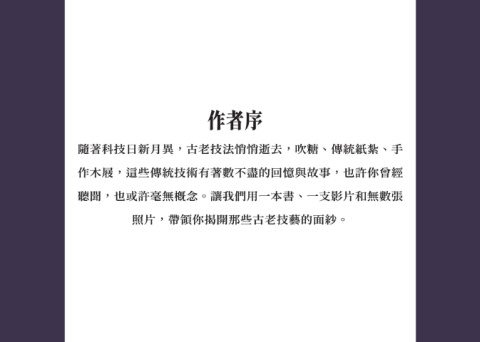 作者序
隨著科技日新月異，古老技法悄悄逝去，吹糖、傳統紙紮、手
作木屐，這些傳統技術有著數不盡的回憶與故事，也許你曾經
聽聞，也或許毫無概念。讓我們用一本書、一支影片和無數張
照片，帶領你揭開那些古老技藝的面紗。